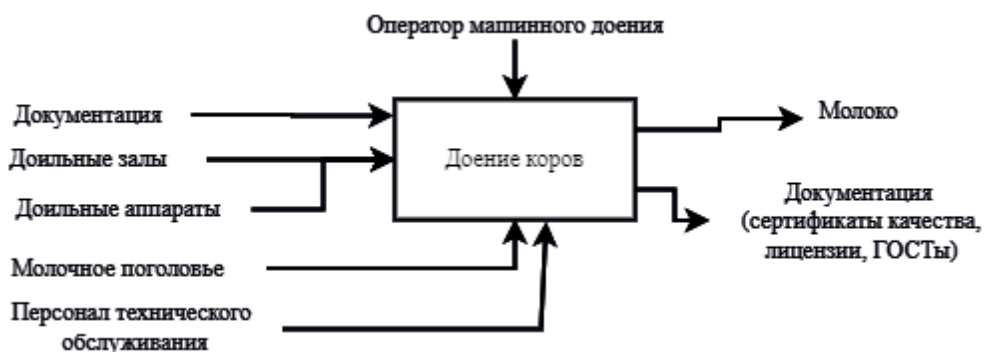 Оператор машинного доения
Документация
Доильные залы
Доильные аппараты
Молочное поголовье
Персонал технического
обслуживания
Доение коров
Молоко
Документация
(сертификаты качества,
лицензии, ГОСТы)